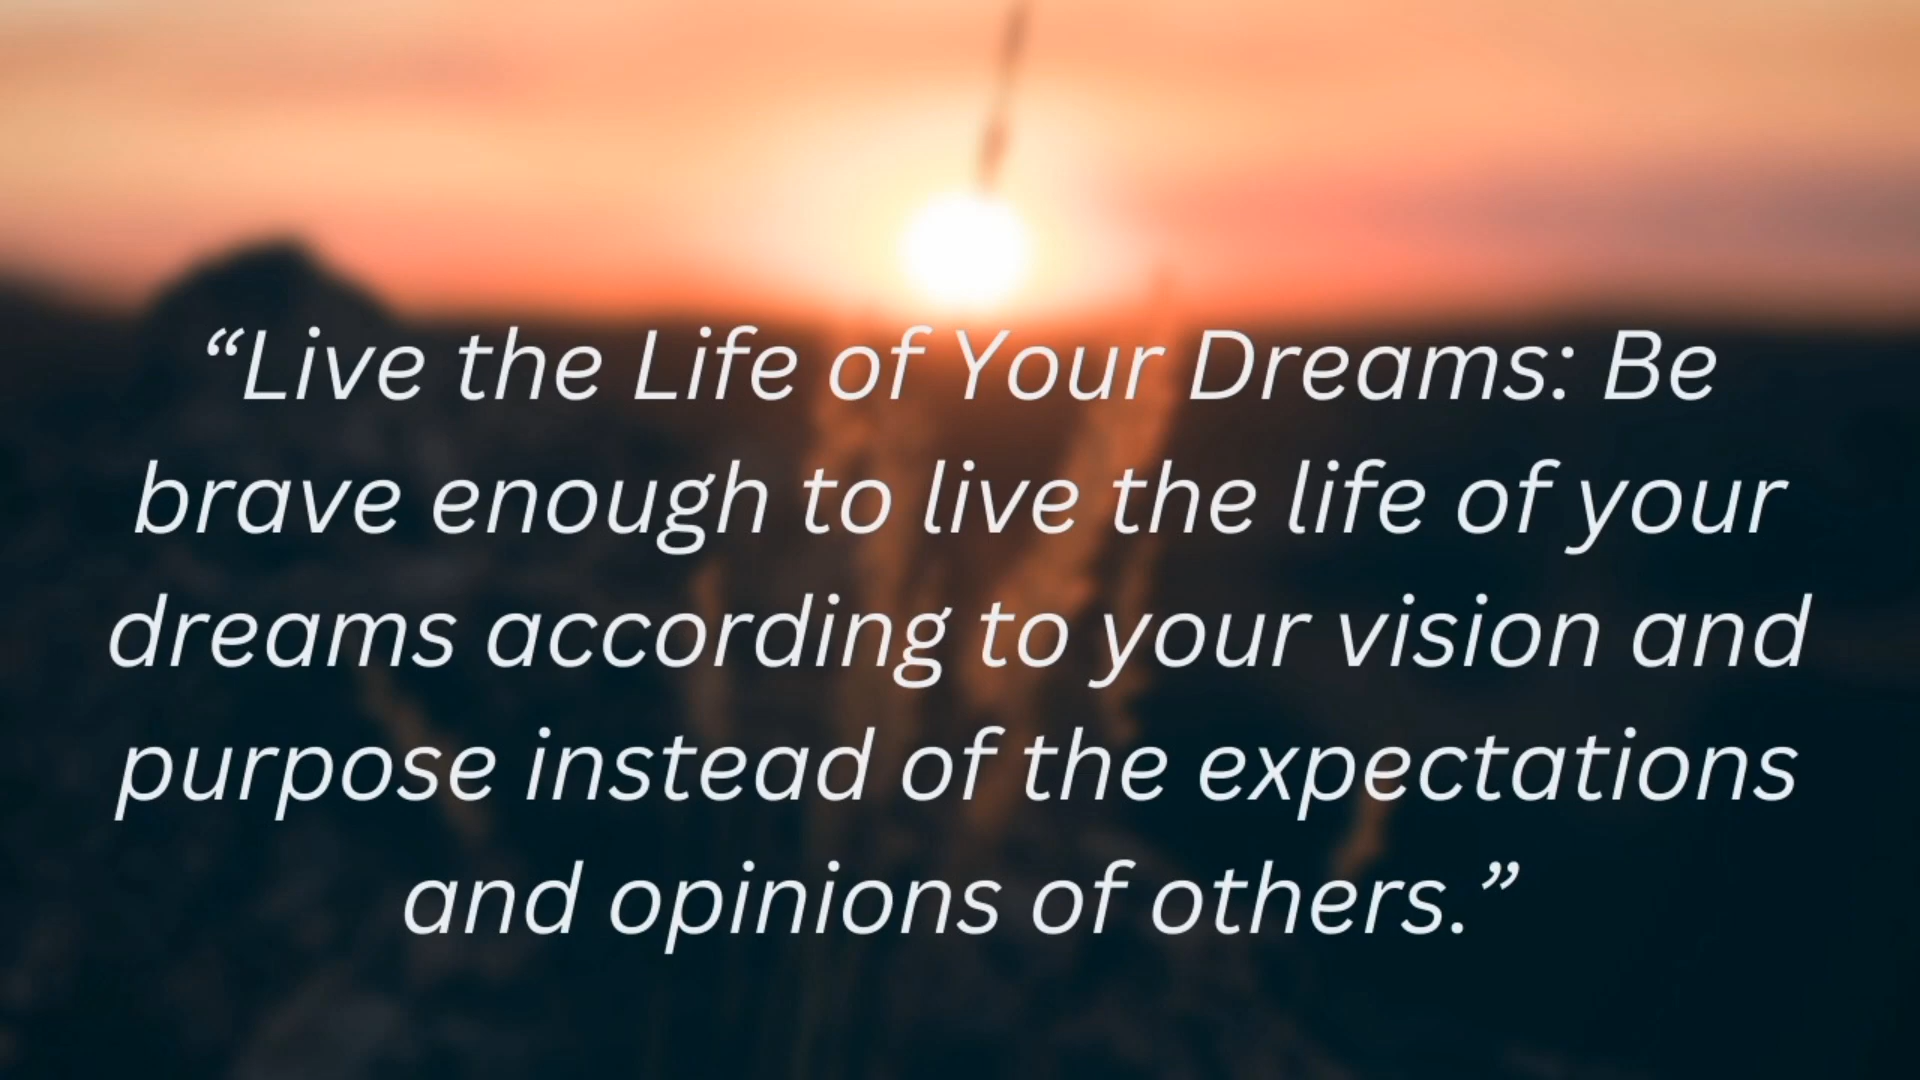 “Live the Life of Your Dreams: Be
brave enough to live the life of your
dreams according to your vision and
purpose instead of the expectations
and opinions of others.”